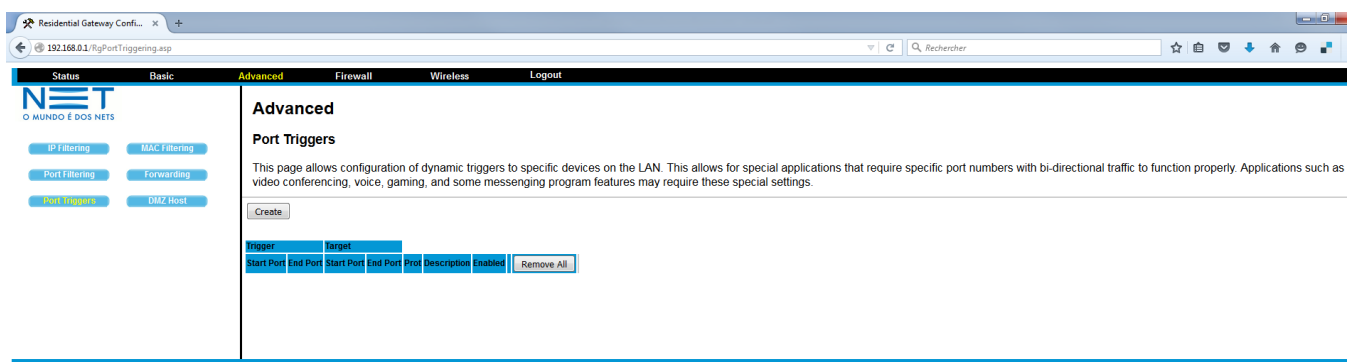 Residential Gateway Confi...
192.168.0.1/RgPortTriggering.asp
Rechercher
Status Basic Advanced Firewall Wireless Logout
NET
O MUNDO É DOS NETS
IP Filtering MAC Filtering
Port Filtering Forwarding
Port Triggers DMZ Host
Advanced
Port Triggers
This page allows configuration of dynamic triggers to specific devices on the LAN. This allows for special applications that require specific port numbers with bi-directional traffic to function properly. Applications such as
video conferencing, voice, gaming, and some messenging program features may require these special settings.
Create
Trigger Target
Start Port End Port Start Port End Port Prot Description Enabled Remove All